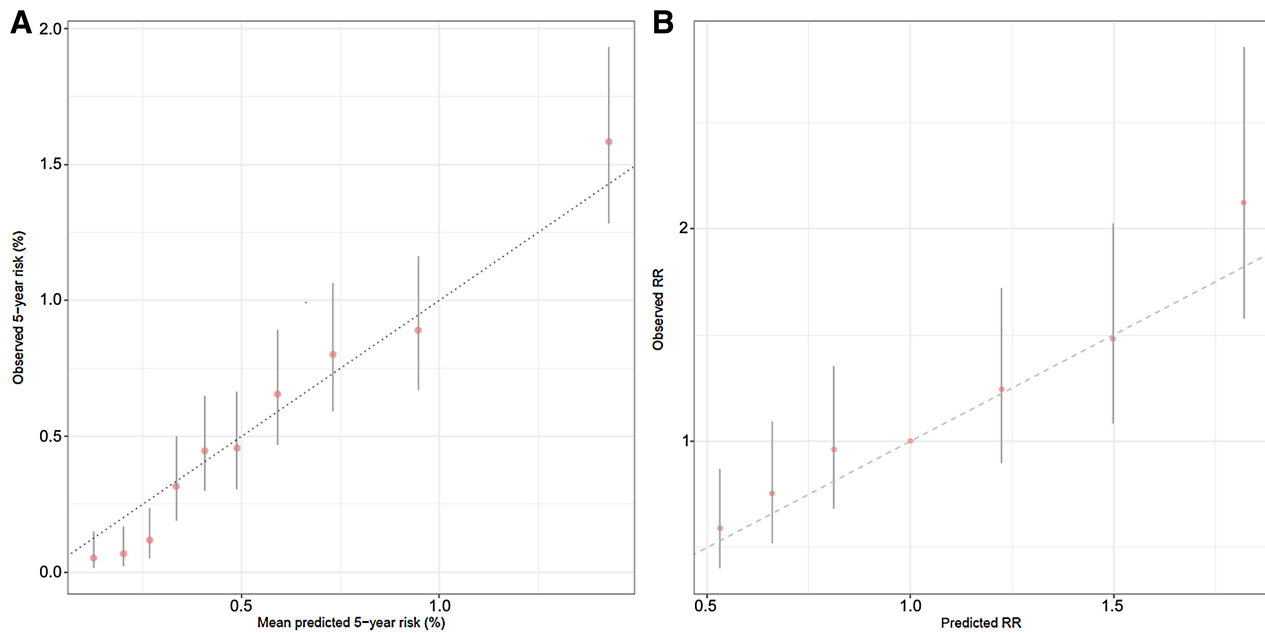 A
2.0
1.5
1.0
0.5
0.0
Observed 5−year risk (%)
0.5
1.0
Mean predicted 5−year risk (%)
B
2
1
Observed RR
0.5
1.0
1.5
Predicted RR